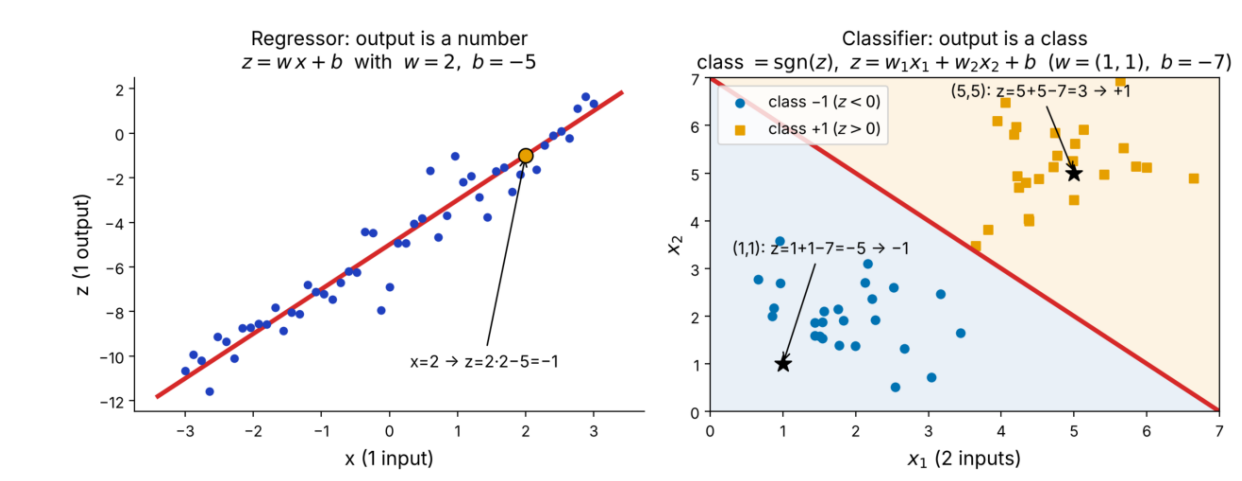 Regressor: output is a number
z = w x + b with w = 2, b = −5
2
0
−2
−4
−6
−8
−10
−12
z (1 output)
x=2 → z=2·2−5=−1
−3 −2 −1 0 1 2 3
x (1 input)
Classifier: output is a class
class = sgn(z), z = w₁x₁ + w₂x₂ + b (w = (1, 1), b = −7)
class −1 (z < 0)
class +1 (z > 0)
(5,5): z=5+5−7=3 → +1
(1,1): z=1+1−7=−5 → −1
7
6
5
4
3
2
1
0
x₂
0 1 2 3 4 5 6 7
x₁ (2 inputs)